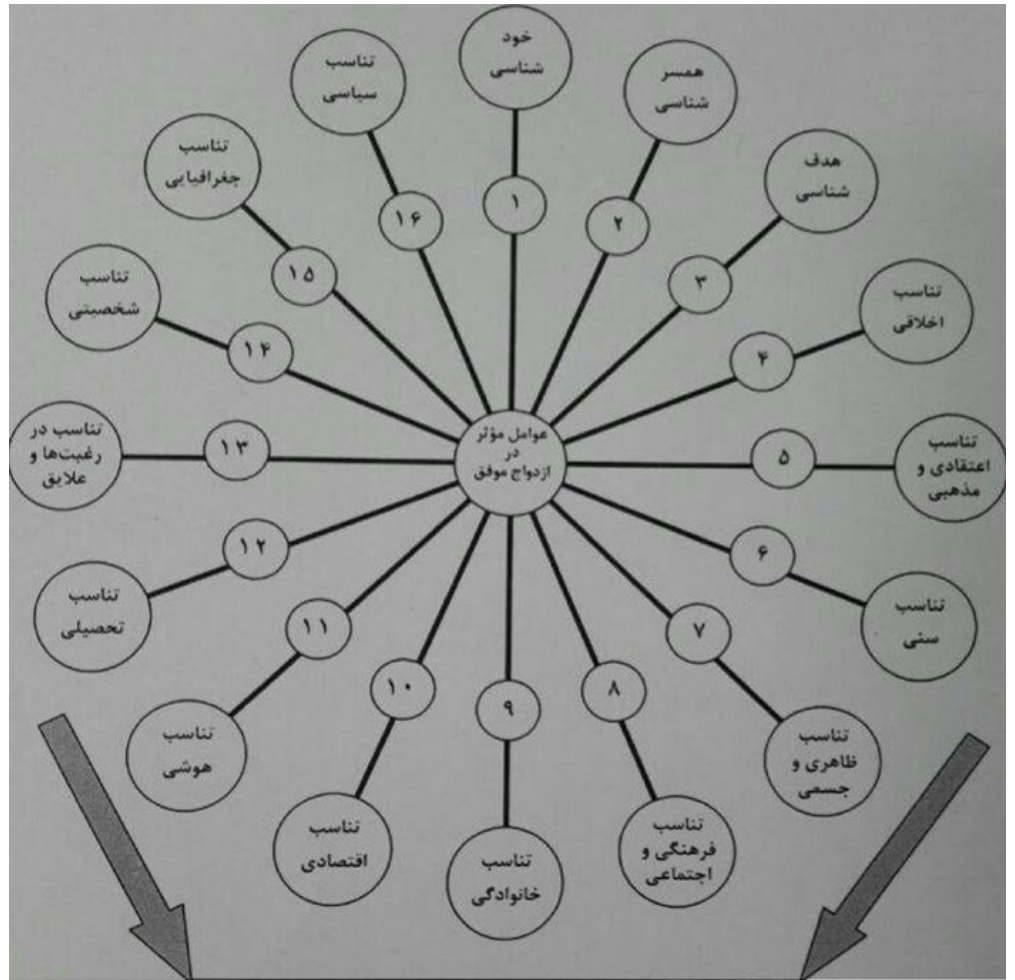 عوامل مؤثر
در
ازدواج موفق
۱
خود
شناسی
۲
همسر
شناسی
۳
هدف
شناسی
۴
تناسب
اخلاقی
۵
تناسب
اعتقادی و
مذهبی
۶
تناسب
سنی
۷
تناسب
ظاهری و
جسمی
۸
تناسب
فرهنگی و
اجتماعی
۹
تناسب
خانوادگی
۱۰
تناسب
اقتصادی
۱۱
تناسب
هوشی
۱۲
تناسب
تحصیلی
۱۳
تناسب در
رغبت‌ها و
علایق
۱۴
تناسب
شخصیتی
۱۵
تناسب
جغرافیایی
۱۶
تناسب
سیاسی